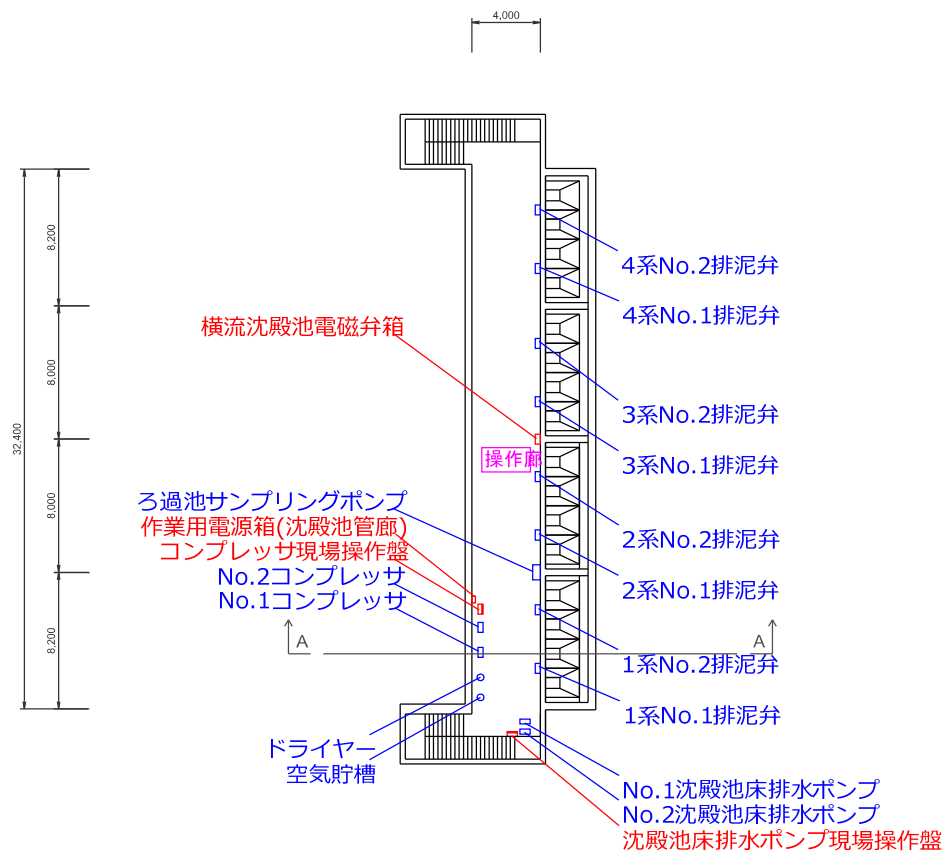 4,000
8,200
4系No.2排泥弁
4系No.1排泥弁
横流沈殿池電磁弁箱
8,000
3系No.2排泥弁
32,400
操作廊
3系No.1排泥弁
8,000
ろ過池サンプリングポンプ
作業用電源箱(沈殿池管廊)
2系No.2排泥弁
コンプレッサ現場操作盤
No.2コンプレッサ
2系No.1排泥弁
No.1コンプレッサ
8,200
A
A
1系No.2排泥弁
1系No.1排泥弁
ドライヤー
空気貯槽
No.1沈殿池床排水ポンプ
No.2沈殿池床排水ポンプ
沈殿池床排水ポンプ現場操作盤